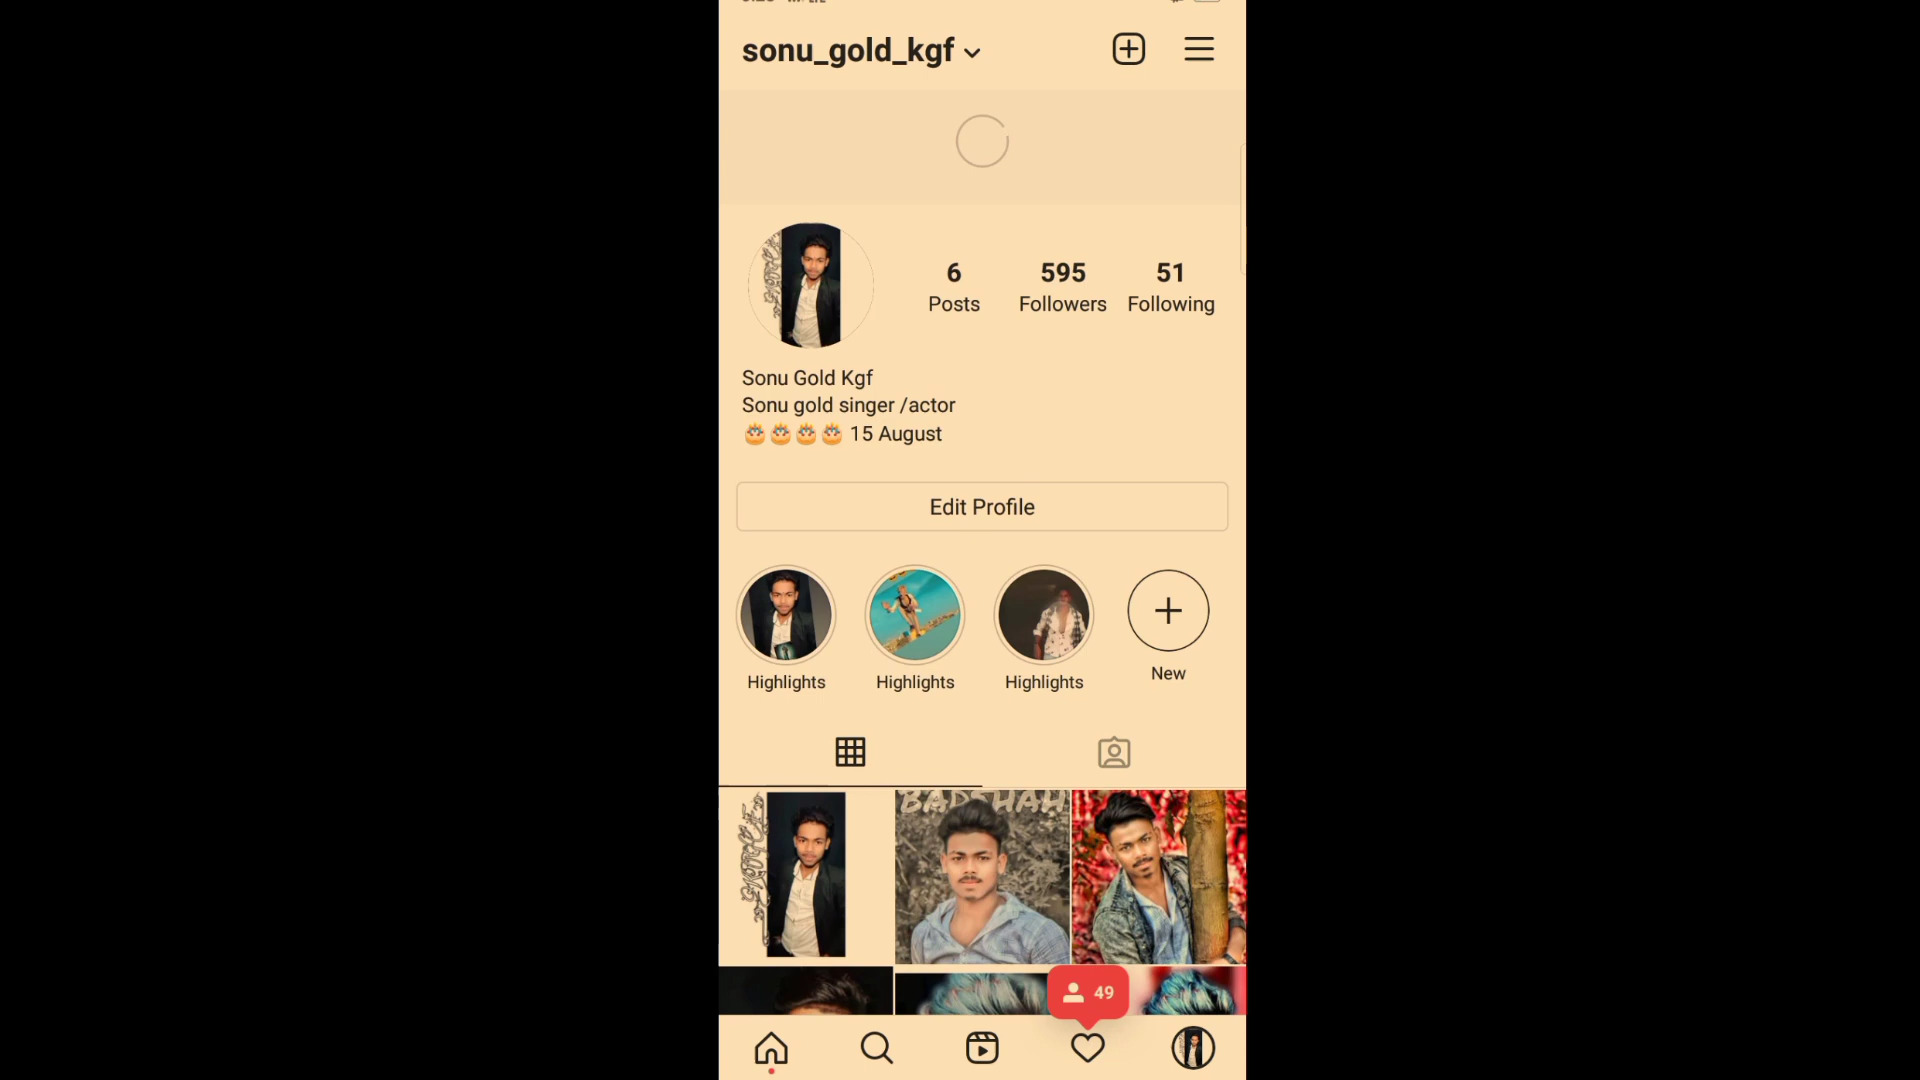 sonu_gold_kgf
6
Posts
595
Followers
51
Following
Sonu Gold Kgf
Sonu gold singer /actor
🎂🎂🎂🎂 15 August
Edit Profile
Highlights
Highlights
Highlights
New
BADSHAH
49